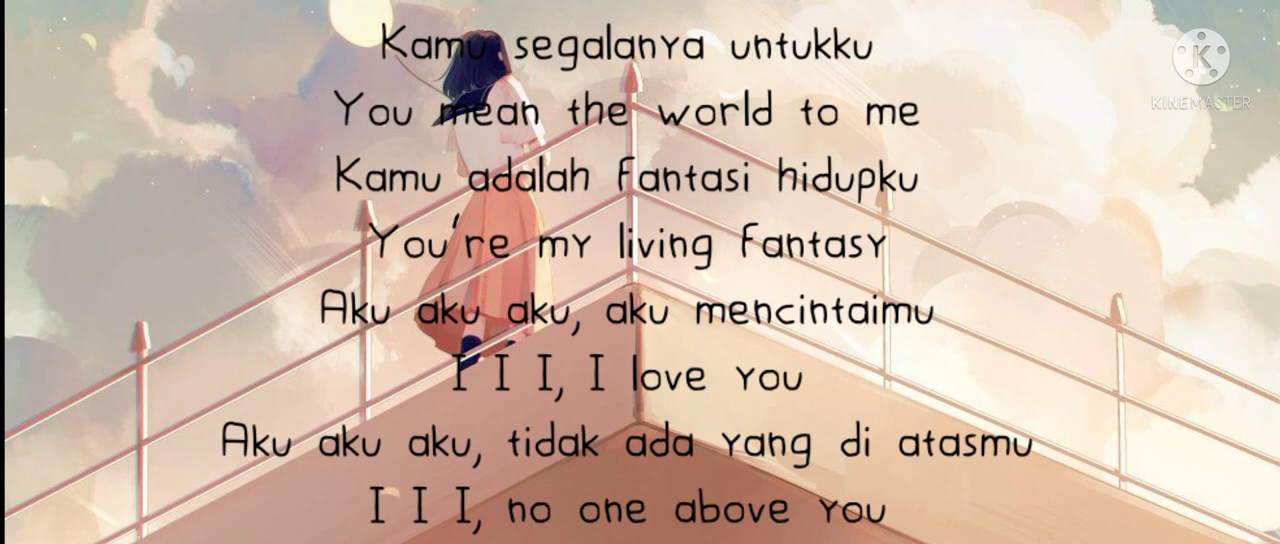 Kamu segalanya untukku
KINEMASTER
You mean the world to me
Kamu adalah fantasi hidupku
You're my living fantasy
Aku aku aku, aku mencintaimu
I I I, I love you
Aku aku aku, tidak ada yang di atasmu
I I I, no one above you